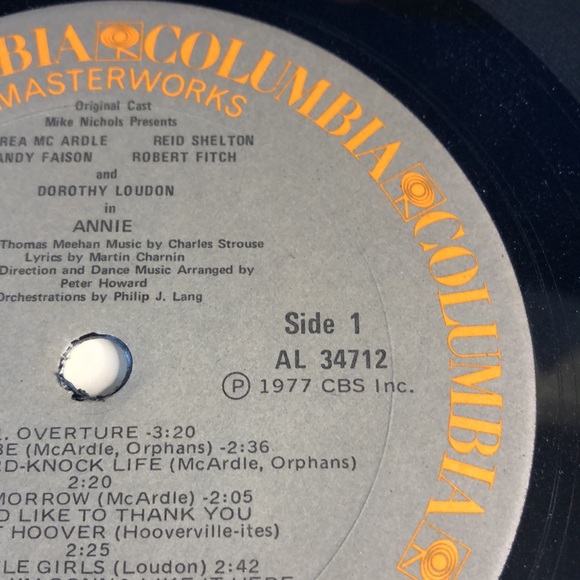 COLUMBIA
MASTERWORKS
Original Cast
Mike Nichols Presents
REA MC ARDLE REID SHELTON
ANDY FAISON ROBERT FITCH
and
DOROTHY LOUDON
in
ANNIE
Thomas Meehan Music by Charles Strouse
Lyrics by Martin Charnin
Direction and Dance Music Arranged by
Peter Howard
Orchestrations by Philip J. Lang
Side 1
AL 34712
Ⓟ 1977 CBS Inc.
1. OVERTURE -3:20
BE (McArdle, Orphans) -2:36
RD-KNOCK LIFE (McArdle, Orphans)
2:20
MORROW (McArdle) -2:05
D LIKE TO THANK YOU
T HOOVER (Hooverville-ites)
2:25
LE GIRLS (Loudon) 2:42
BIA
COLUMBIA